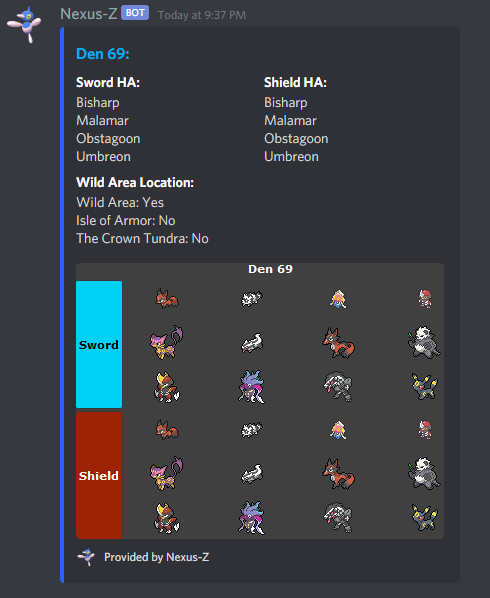 Nexus-Z BOT Today at 9:37 PM
Den 69:
Sword HA: Shield HA:
Bisharp Bisharp
Malamar Malamar
Obstagoon Obstagoon
Umbreon Umbreon
Wild Area Location:
Wild Area: Yes
Isle of Armor: No
The Crown Tundra: No
Den 69
Sword
Shield
Provided by Nexus-Z